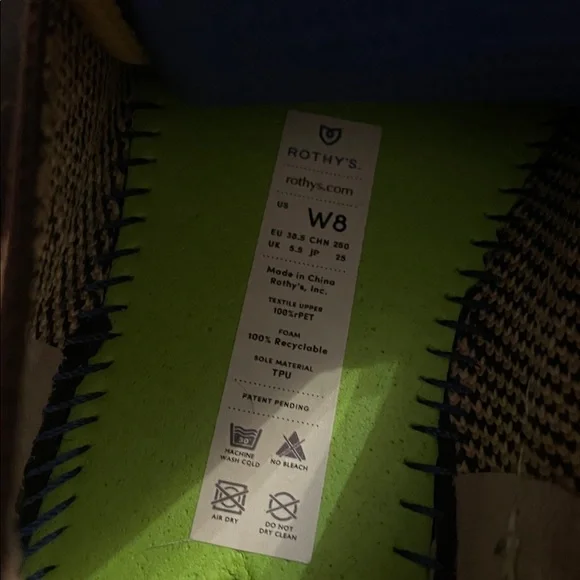 ROTHY'S
rothys.com
US W8
EU 38.5 CHN 250
UK 5.5 JP 25
Made in China
Rothy's, Inc.
TEXTILE UPPER
100%rPET
FOAM
100% Recyclable
SOLE MATERIAL
TPU
PATENT PENDING
30°
MACHINE
WASH COLD
NO BLEACH
AIR DRY
DO NOT
DRY CLEAN